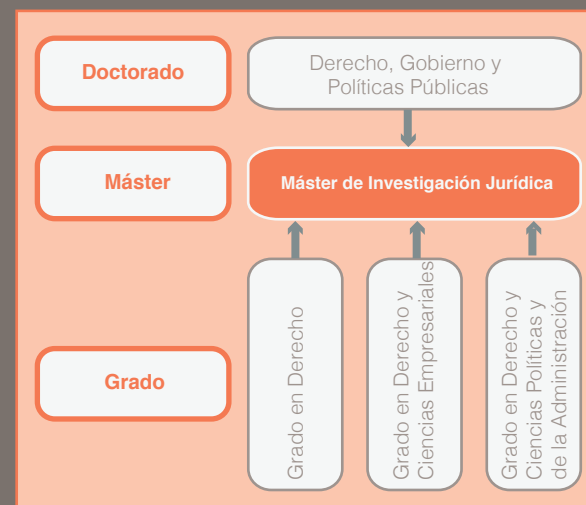 Doctorado
Derecho, Gobierno y
Políticas Públicas
Máster
Máster de Investigación Jurídica
Grado
Grado en Derecho
Grado en Derecho y
Ciencias Empresariales
Grado en Derecho y
Ciencias Políticas y
de la Administración